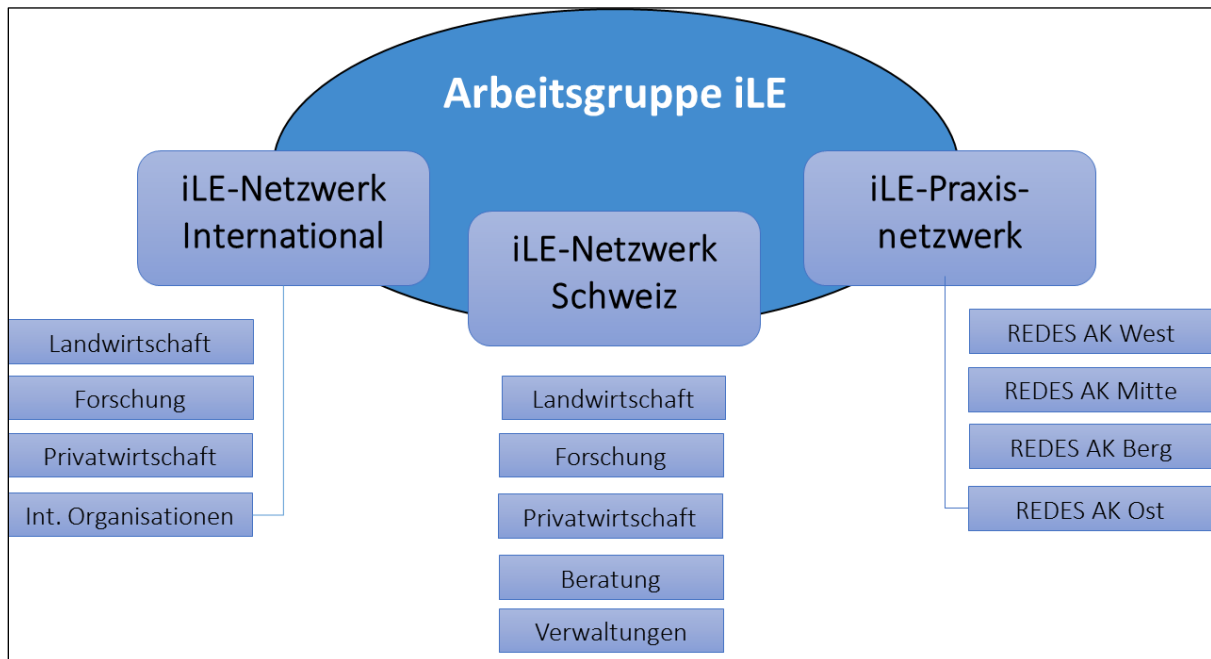 Arbeitsgruppe iLE
iLE-Netzwerk
International
iLE-Netzwerk
Schweiz
iLE-Praxis-
netzwerk
Landwirtschaft
Forschung
Privatwirtschaft
Int. Organisationen
Landwirtschaft
Forschung
Privatwirtschaft
Beratung
Verwaltungen
REDES AK West
REDES AK Mitte
REDES AK Berg
REDES AK Ost